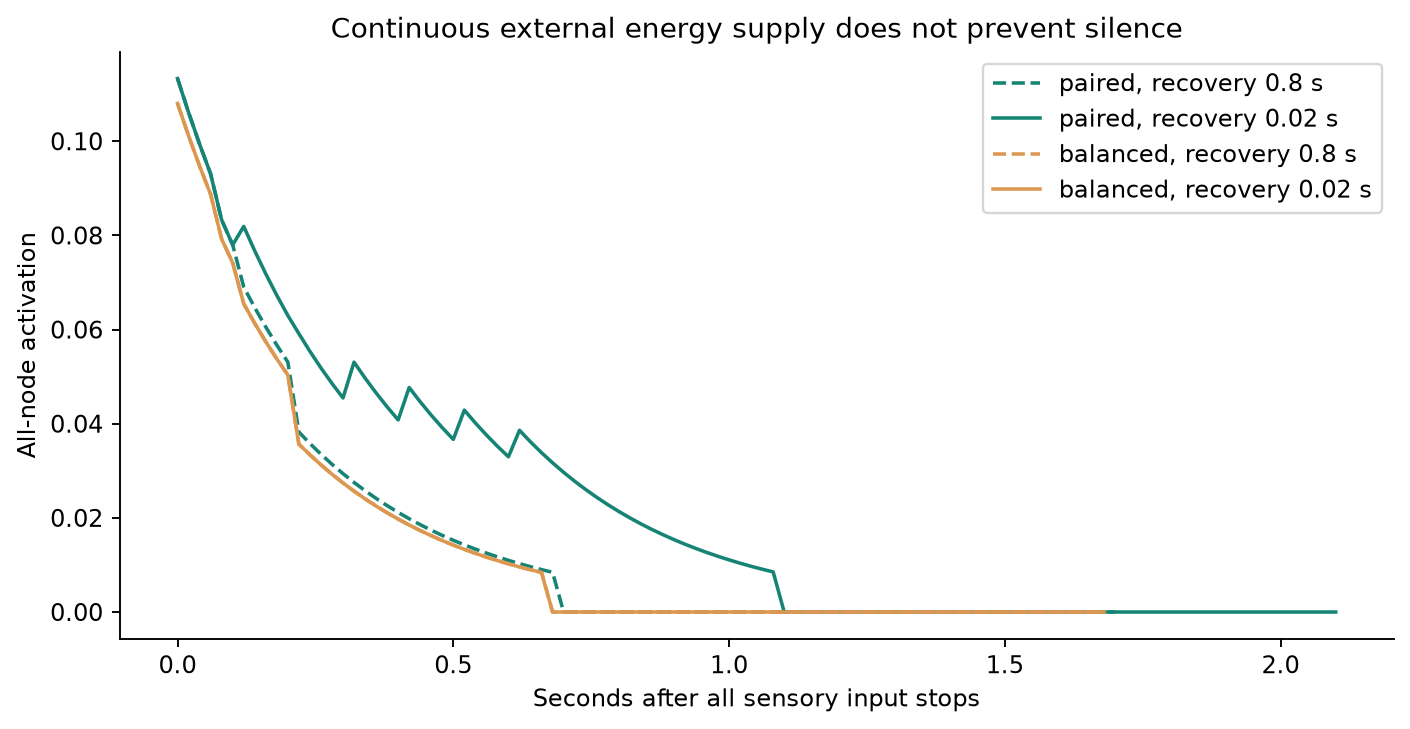 Continuous external energy supply does not prevent silence
paired, recovery 0.8 s
paired, recovery 0.02 s
balanced, recovery 0.8 s
balanced, recovery 0.02 s
All-node activation
0.10
0.08
0.06
0.04
0.02
0.00
0.0 0.5 1.0 1.5 2.0
Seconds after all sensory input stops